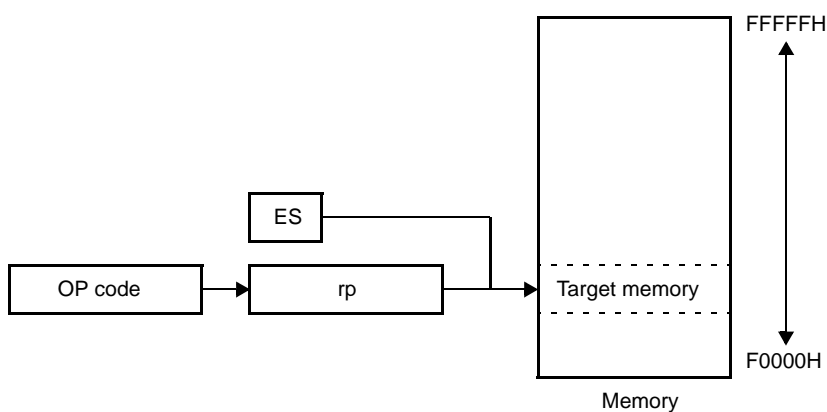 FFFFFH
ES
OP code
rp
Target memory
F0000H
Memory